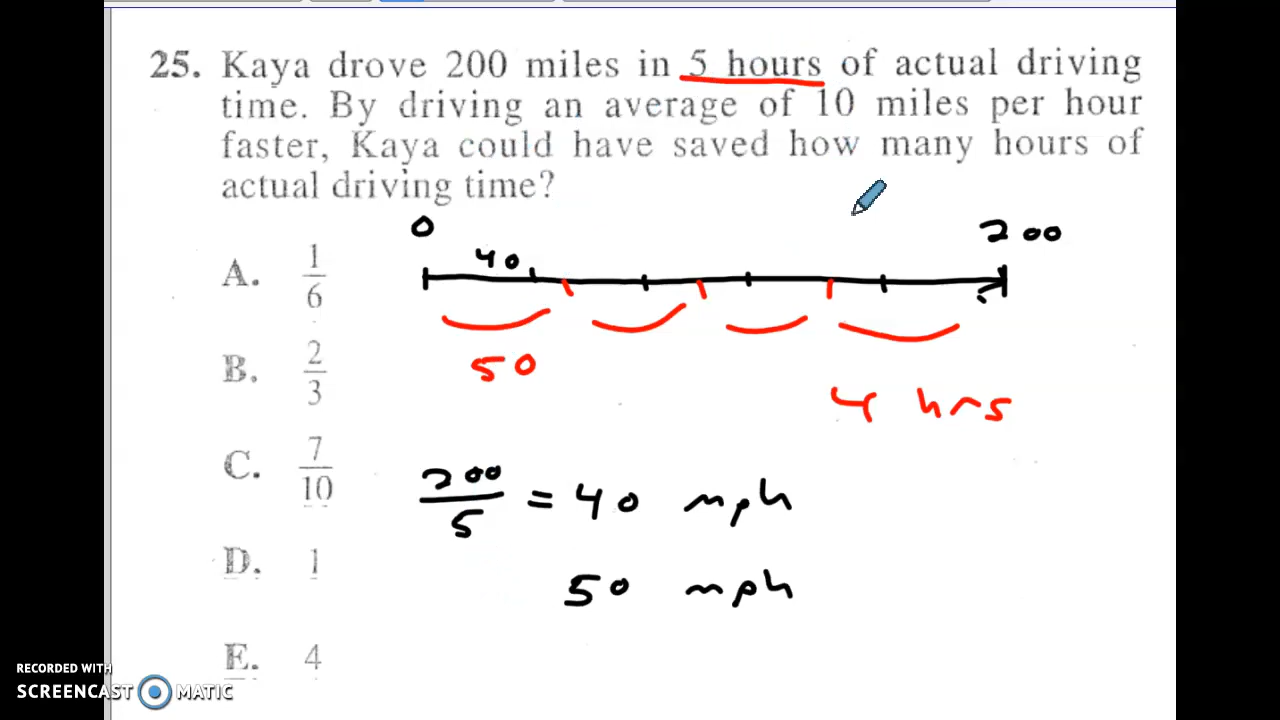 25. Kaya drove 200 miles in 5 hours of actual driving
time. By driving an average of 10 miles per hour
faster, Kaya could have saved how many hours of
actual driving time?
0
200
40
A. 1/6
50
B. 2/3
4 hrs
C. 7/10
200/5 = 40 mph
D. 1
50 mph
E. 4
RECORDED WITH
SCREENCAST MATIC